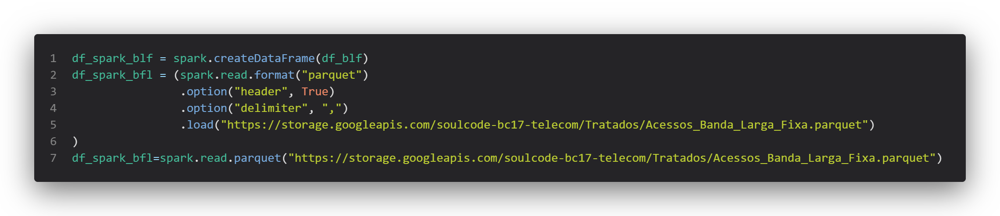 1 df_spark_blf = spark.createDataFrame(df_blf)
2 df_spark_bfl = (spark.read.format("parquet")
3 .option("header", True)
4 .option("delimiter", ",")
5 .load("https://storage.googleapis.com/soulcode-bc17-telecom/Tratados/Acessos_Banda_Larga_Fixa.parquet")
6 )
7 df_spark_bfl=spark.read.parquet("https://storage.googleapis.com/soulcode-bc17-telecom/Tratados/Acessos_Banda_Larga_Fixa.parquet")